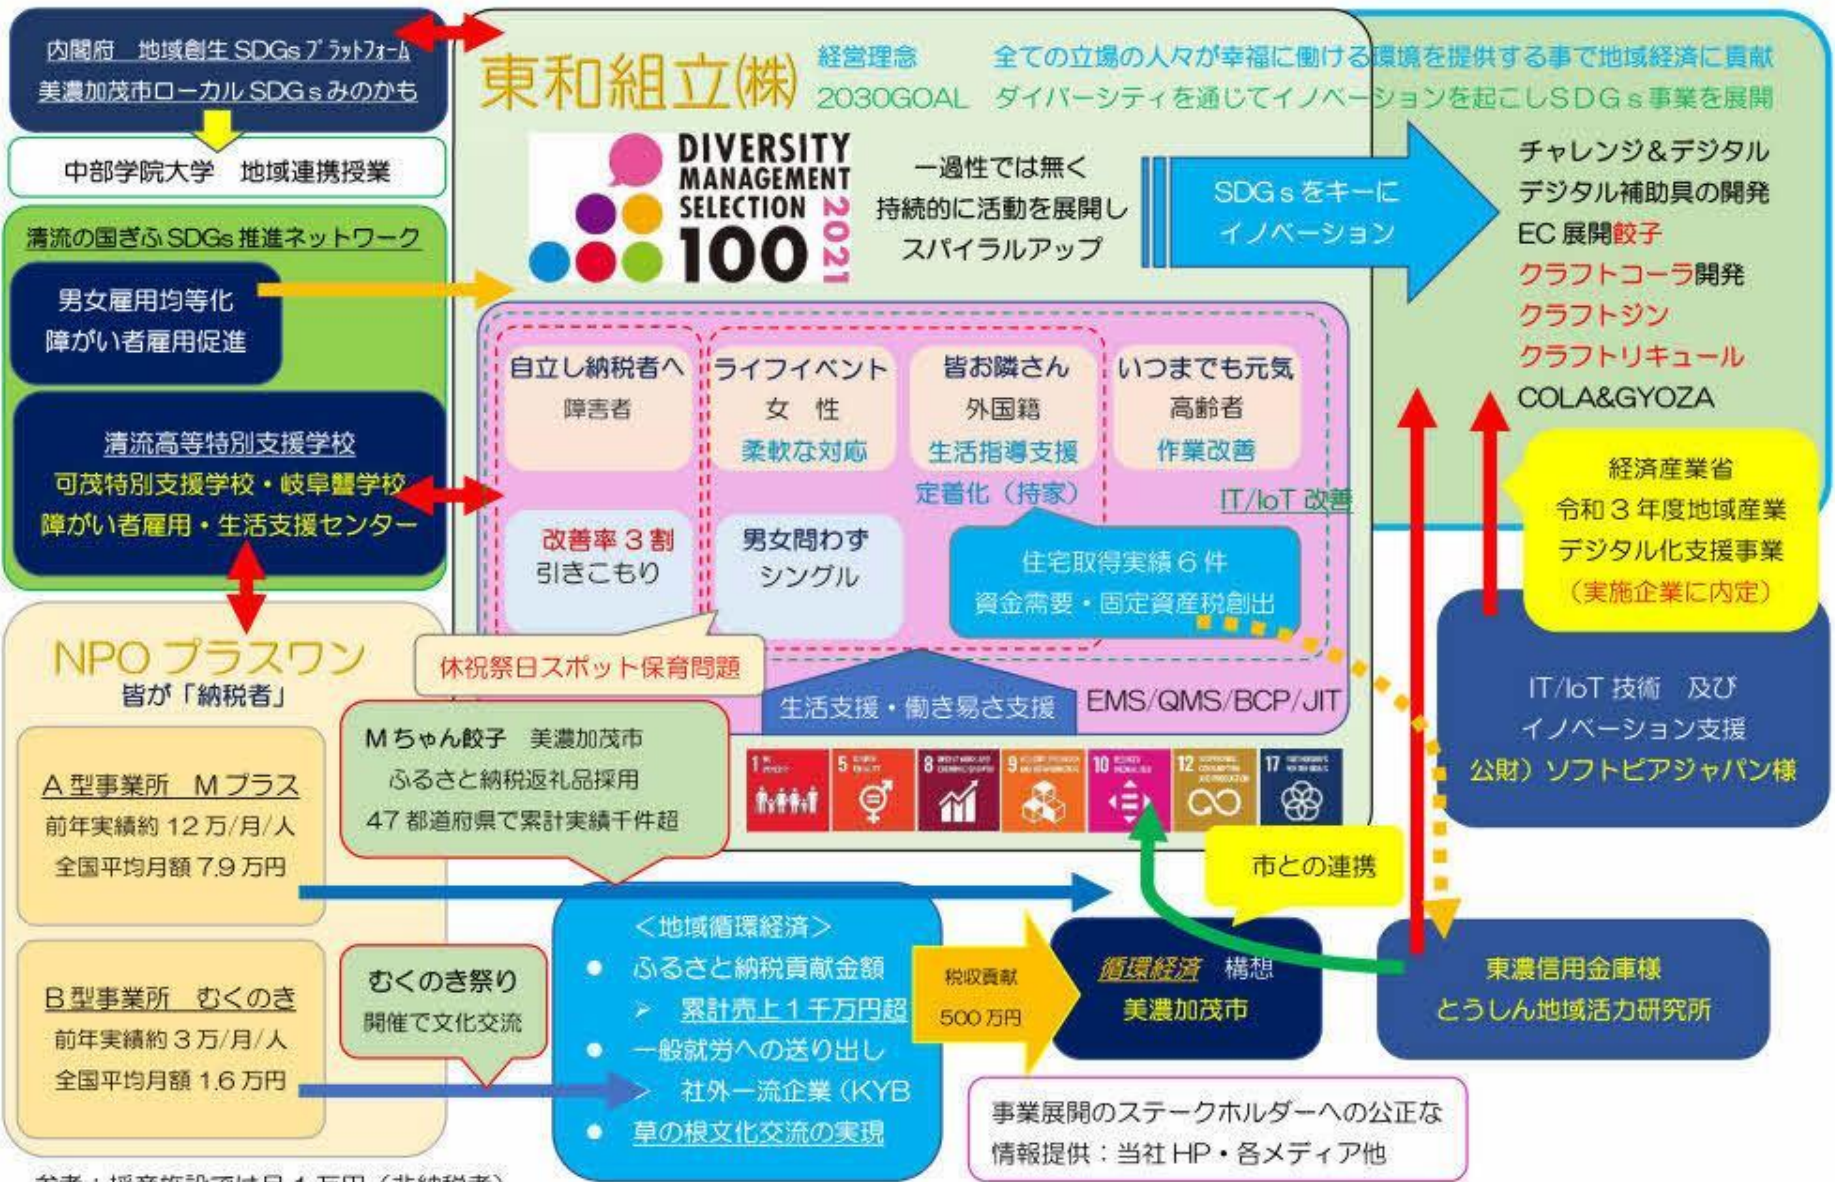 内閣府　地域創生SDGsプラットフォーム
美濃加茂市ローカルSDGsみのかも
中部学院大学　地域連携授業
清流の国ぎふSDGs推進ネットワーク
男女雇用均等化
障がい者雇用促進
清流高等特別支援学校
可茂特別支援学校・岐阜聾学校
障がい者雇用・生活支援センター
東和組立㈱
経営理念　全ての立場の人々が幸福に働ける環境を提供する事で地域経済に貢献
2030GOAL　ダイバーシティを通じてイノベーションを起こしSDGs事業を展開
DIVERSITY
MANAGEMENT
SELECTION
100
2021
一過性では無く
持続的に活動を展開し
スパイラルアップ
SDGsをキーに
イノベーション
チャレンジ＆デジタル
デジタル補助具の開発
EC展開餃子
クラフトコーラ開発
クラフトジン
クラフトリキュール
COLA&GYOZA
自立し納税者へ
障害者
ライフイベント
女　性
柔軟な対応
皆お隣さん
外国籍
生活指導支援
定着化（持家）
いつまでも元気
高齢者
作業改善
IT/IoT改善
改善率３割
引きこもり
男女問わず
シングル
住宅取得実績６件
資金需要・固定資産税創出
休祝祭日スポット保育問題
生活支援・働き易さ支援
EMS/QMS/BCP/JIT
1
5
8
9
10
12
17
経済産業省
令和３年度地域産業
デジタル化支援事業
（実施企業に内定）
IT/IoT技術　及び
イノベーション支援
公財）ソフトピアジャパン様
NPOプラスワン
皆が「納税者」
A型事業所　Mプラス
前年実績約12万/月/人
全国平均月額7.9万円
B型事業所　むくのき
前年実績約３万/月/人
全国平均月額1.6万円
Mちゃん餃子　美濃加茂市
ふるさと納税返礼品採用
47都道府県で累計実績千件超
むくのき祭り
開催で文化交流
＜地域循環経済＞
● ふるさと納税貢献金額
➢ 累計売上１千万円超
● 一般就労への送り出し
➢ 社外一流企業（KYB
● 草の根文化交流の実現
税収貢献
500万円
市との連携
循環経済　構想
美濃加茂市
東濃信用金庫様
とうしん地域活力研究所
事業展開のステークホルダーへの公正な
情報提供：当社HP・各メディア他